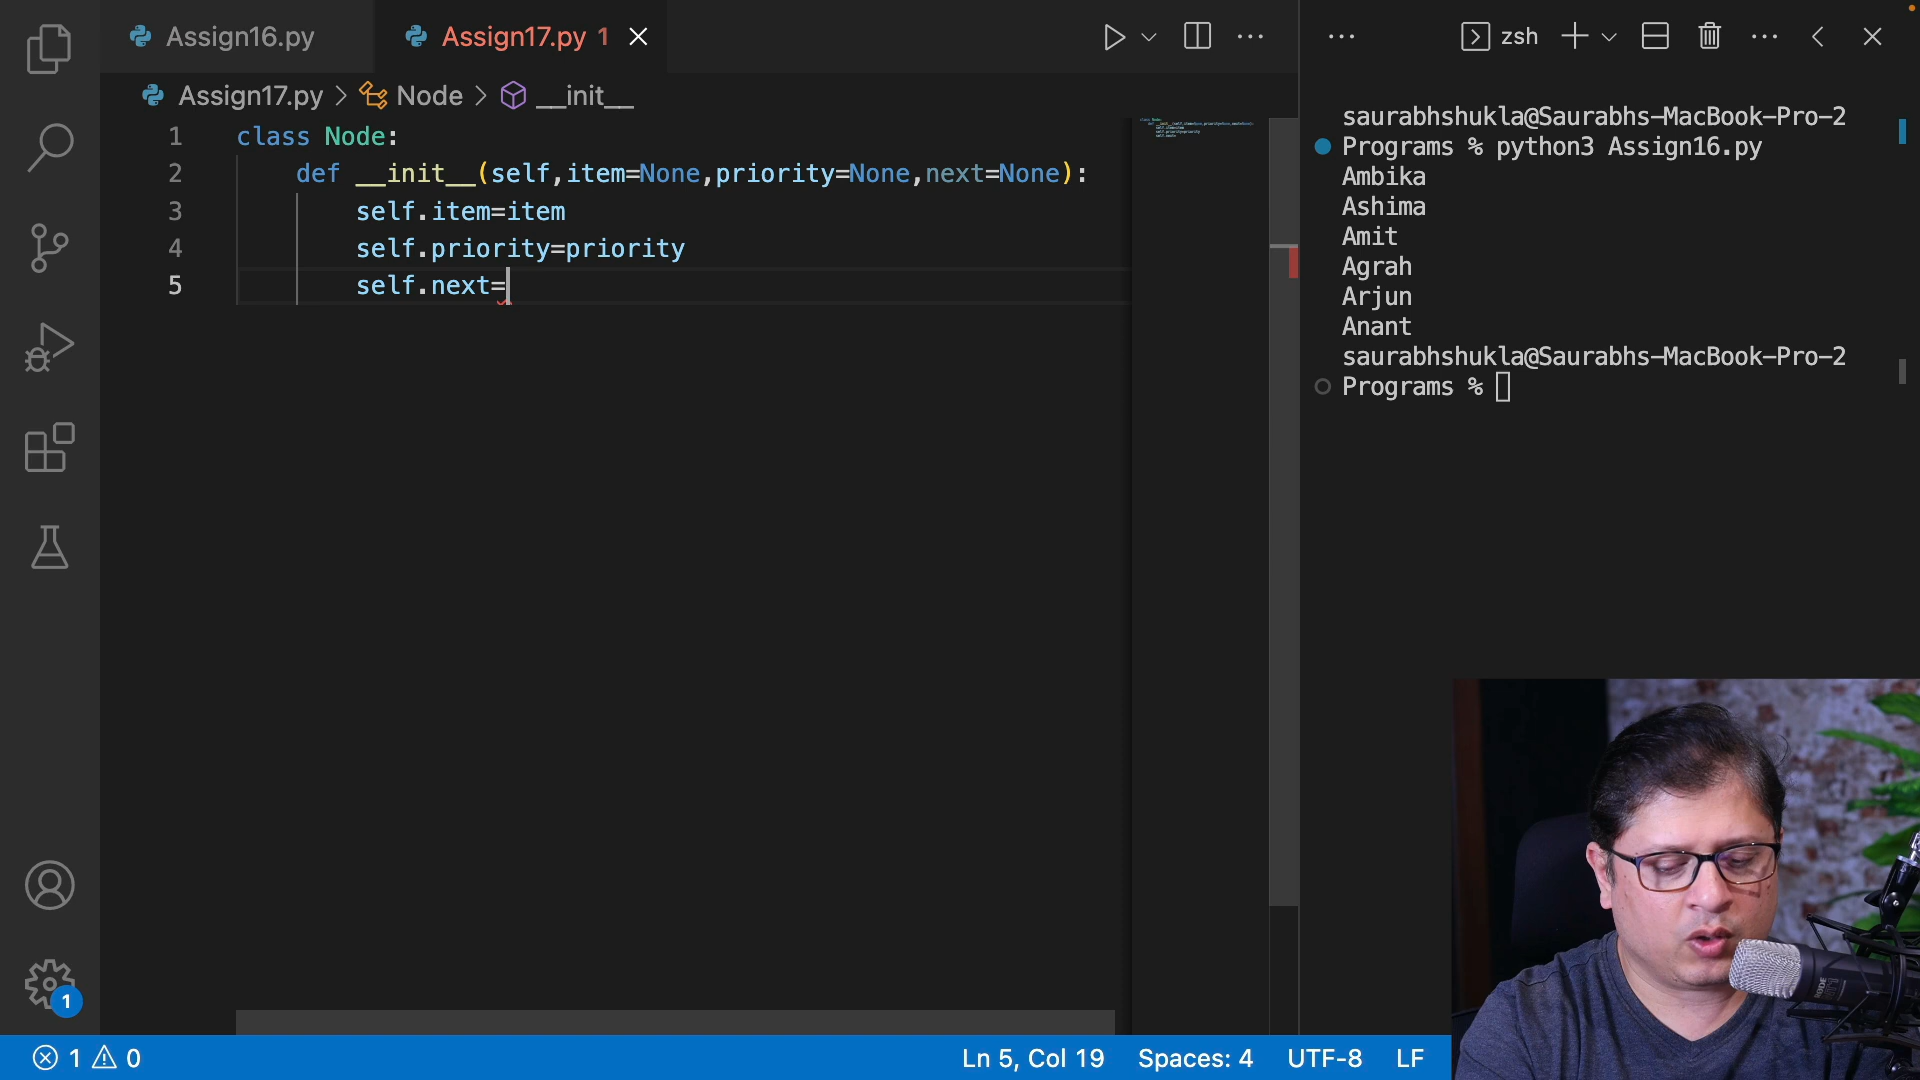 Assign16.py
Assign17.py 1
zsh
Assign17.py > Node > __init__
1 class Node:
2 def __init__(self,item=None,priority=None,next=None):
3 self.item=item
4 self.priority=priority
5 self.next=
saurabhshukla@Saurabhs-MacBook-Pro-2
Programs % python3 Assign16.py
Ambika
Ashima
Amit
Agrah
Arjun
Anant
saurabhshukla@Saurabhs-MacBook-Pro-2
Programs %
1
1 0
Ln 5, Col 19
Spaces: 4
UTF-8
LF